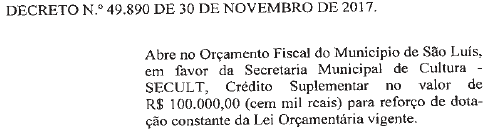 DECRETO N.º 49.890 DE 30 DE NOVEMBRO DE 2017.
Abre no Orçamento Fiscal do Município de São Luís,
em favor da Secretaria Municipal de Cultura -
SECULT, Crédito Suplementar no valor de
R$ 100.000,00 (cem mil reais) para reforço de dota-
ção constante da Lei Orçamentária vigente.